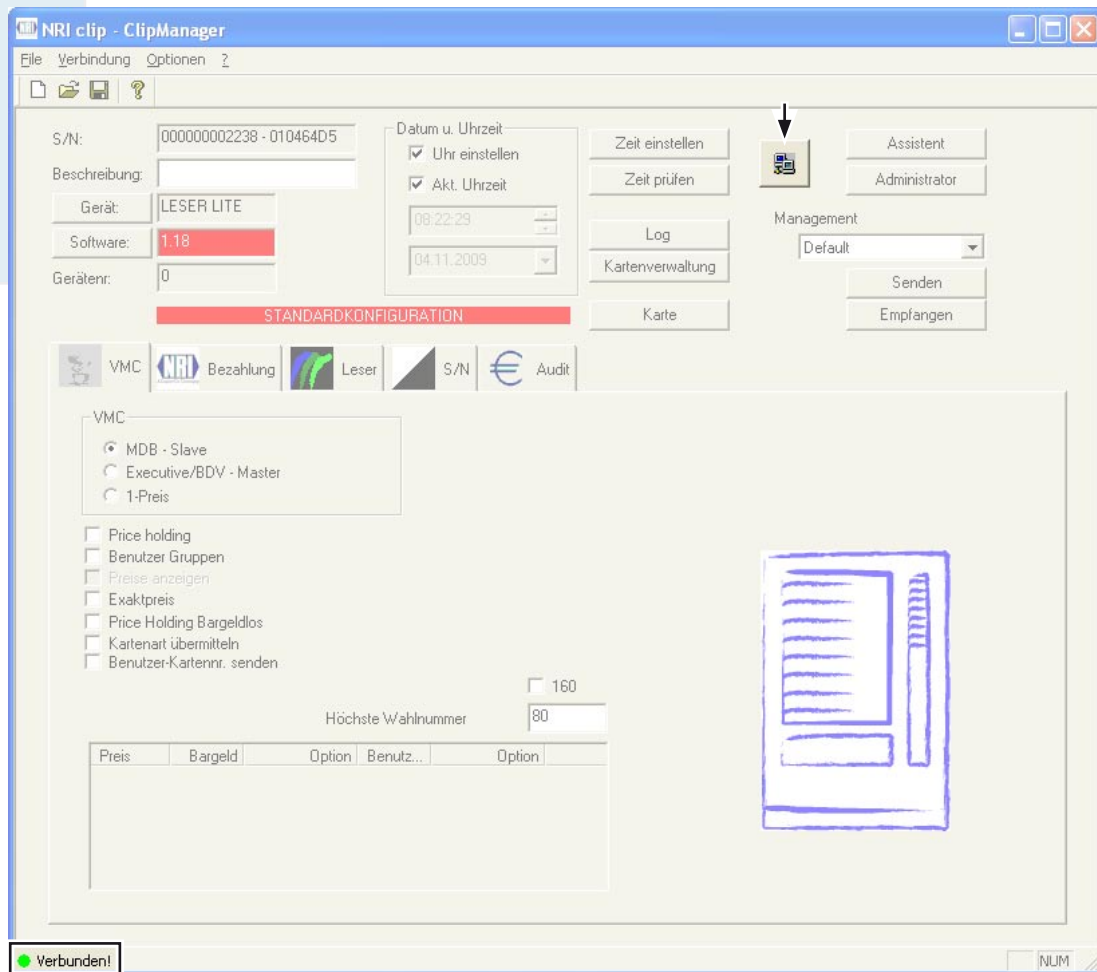 NRI NRI clip - ClipManager
File Verbindung Optionen ?
S/N: 000000002238 - 010464D5
Beschreibung:
Gerät: LESER LITE
Software: 1.18
Gerätenr: 0
STANDARDKONFIGURATION
Datum u. Uhrzeit
Uhr einstellen
Akt. Uhrzeit
08:22:29
04.11.2009
Zeit einstellen
Zeit prüfen
Log
Kartenverwaltung
Karte
Assistent
Administrator
Management
Default
Senden
Empfangen
VMC NRI Bezahlung Leser S/N € Audit
VMC
MDB - Slave
Executive/BDV - Master
1-Preis
Price holding
Benutzer Gruppen
Preise anzeigen
Exaktpreis
Price Holding Bargeldlos
Kartenart übermitteln
Benutzer-Kartennr. senden
160
Höchste Wahlnummer 80
Preis Bargeld Option Benutz... Option
Verbunden! NUM